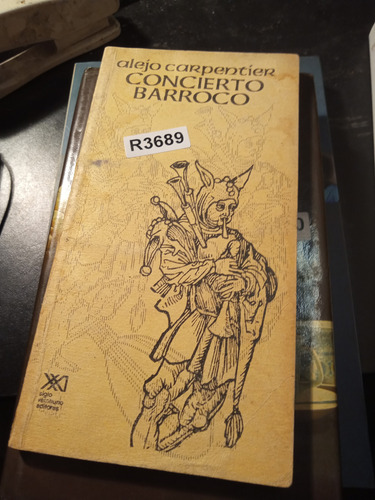 alejo carpentier
CONCIERTO
BARROCO
R3689
siglo
veintiuno
editores